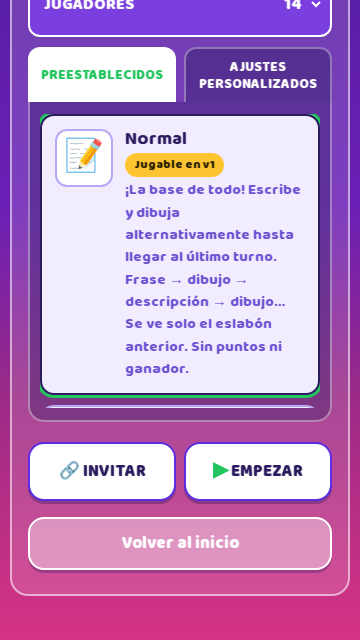 JUGADORES 14
PREESTABLECIDOS
AJUSTES
PERSONALIZADOS
Normal
Jugable en v1
¡La base de todo! Escribe
y dibuja
alternativamente hasta
llegar al último turno.
Frase → dibujo →
descripción → dibujo...
Se ve solo el eslabón
anterior. Sin puntos ni
ganador.
INVITAR
EMPEZAR
Volver al inicio